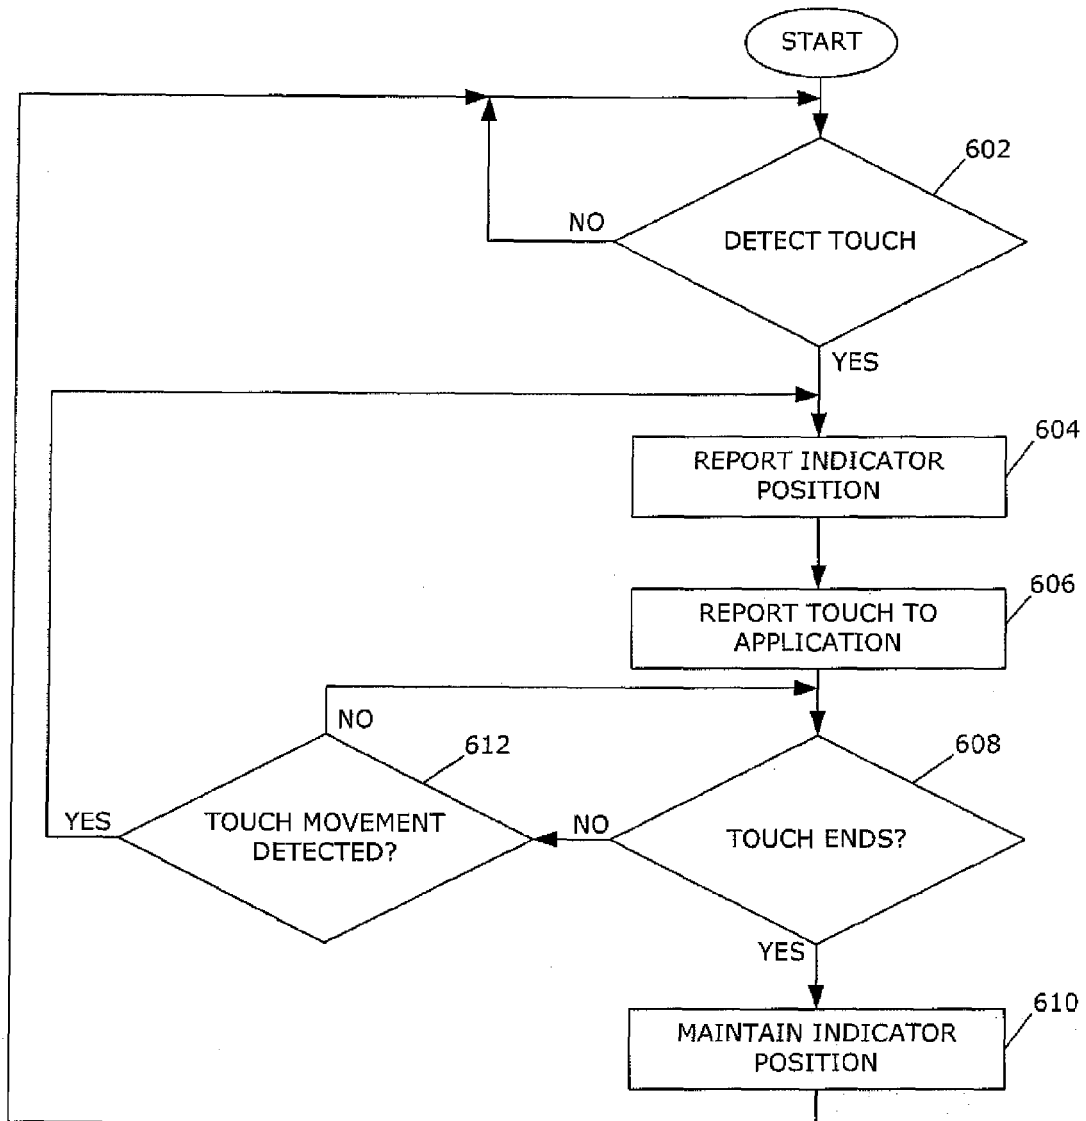 START
602
NO
DETECT TOUCH
YES
604
REPORT INDICATOR
POSITION
606
REPORT TOUCH TO
APPLICATION
NO
612
608
YES
TOUCH MOVEMENT
DETECTED?
NO
TOUCH ENDS?
YES
610
MAINTAIN INDICATOR
POSITION